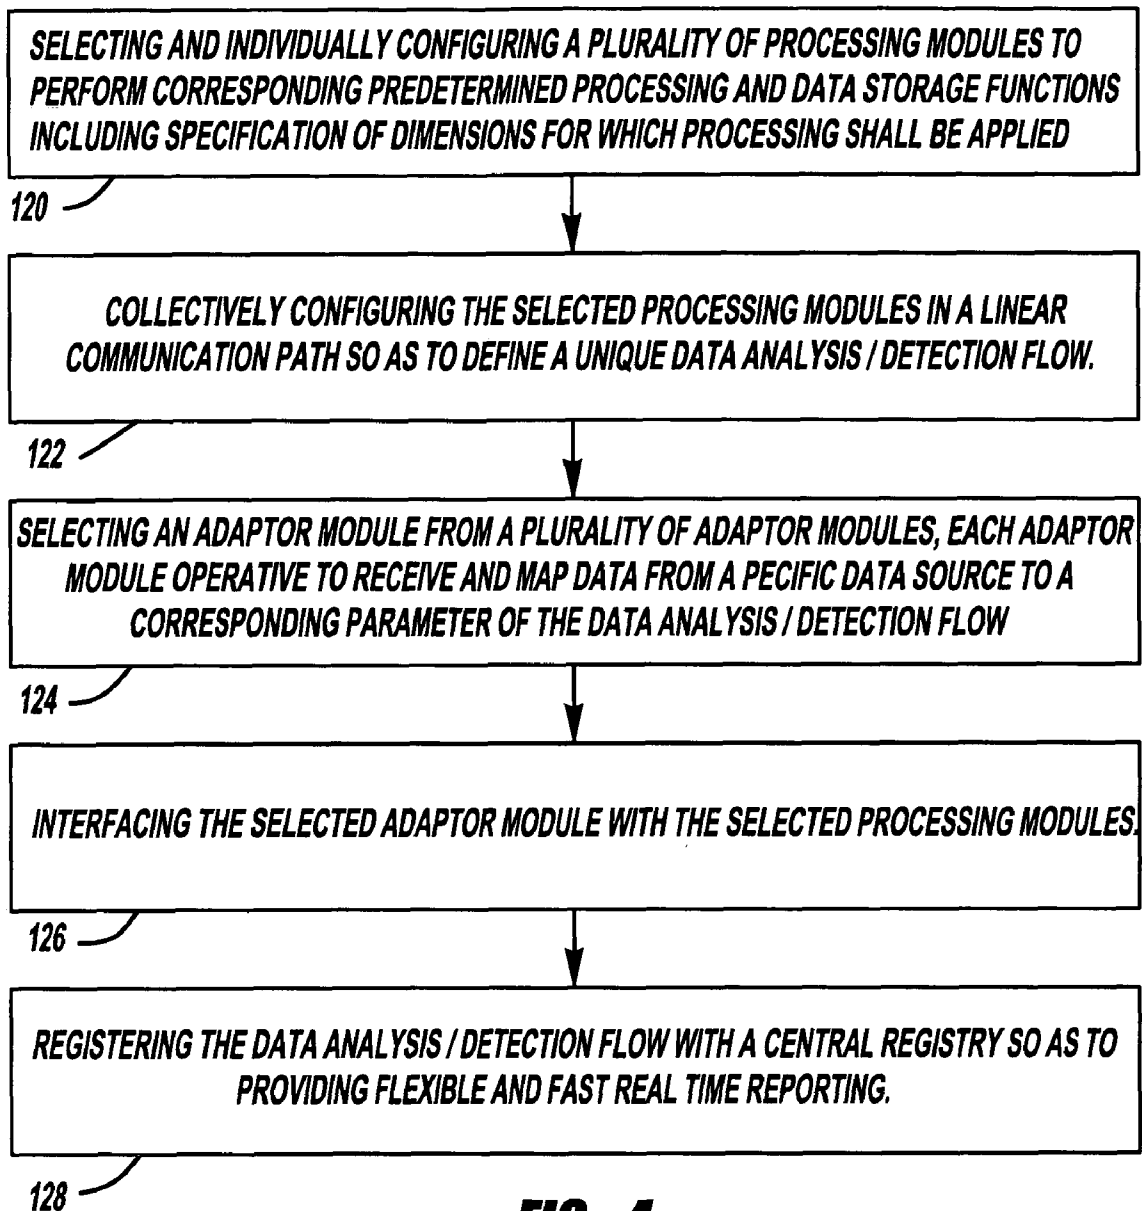 SELECTING AND INDIVIDUALLY CONFIGURING A PLURALITY OF PROCESSING MODULES TO
PERFORM CORRESPONDING PREDETERMINED PROCESSING AND DATA STORAGE FUNCTIONS
INCLUDING SPECIFICATION OF DIMENSIONS FOR WHICH PROCESSING SHALL BE APPLIED
120
COLLECTIVELY CONFIGURING THE SELECTED PROCESSING MODULES IN A LINEAR
COMMUNICATION PATH SO AS TO DEFINE A UNIQUE DATA ANALYSIS / DETECTION FLOW.
122
SELECTING AN ADAPTOR MODULE FROM A PLURALITY OF ADAPTOR MODULES, EACH ADAPTOR
MODULE OPERATIVE TO RECEIVE AND MAP DATA FROM A PECIFIC DATA SOURCE TO A
CORRESPONDING PARAMETER OF THE DATA ANALYSIS / DETECTION FLOW
124
INTERFACING THE SELECTED ADAPTOR MODULE WITH THE SELECTED PROCESSING MODULES.
126
REGISTERING THE DATA ANALYSIS / DETECTION FLOW WITH A CENTRAL REGISTRY SO AS TO
PROVIDING FLEXIBLE AND FAST REAL TIME REPORTING.
128